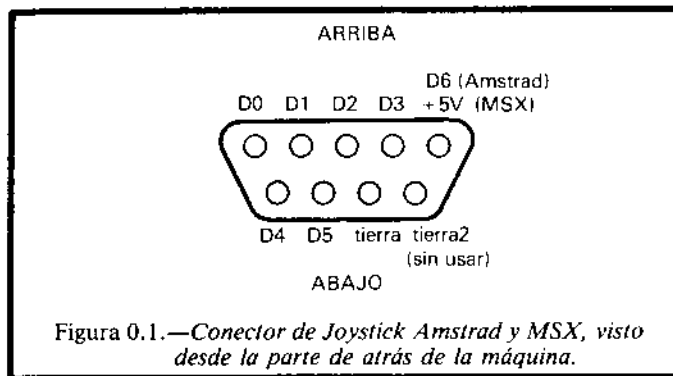 ARRIBA
D6 (Amstrad)
D0 D1 D2 D3 +5V (MSX)
D4 D5 tierra tierra2
(sin usar)
ABAJO
Figura 0.1.—Conector de Joystick Amstrad y MSX, visto
desde la parte de atrás de la máquina.